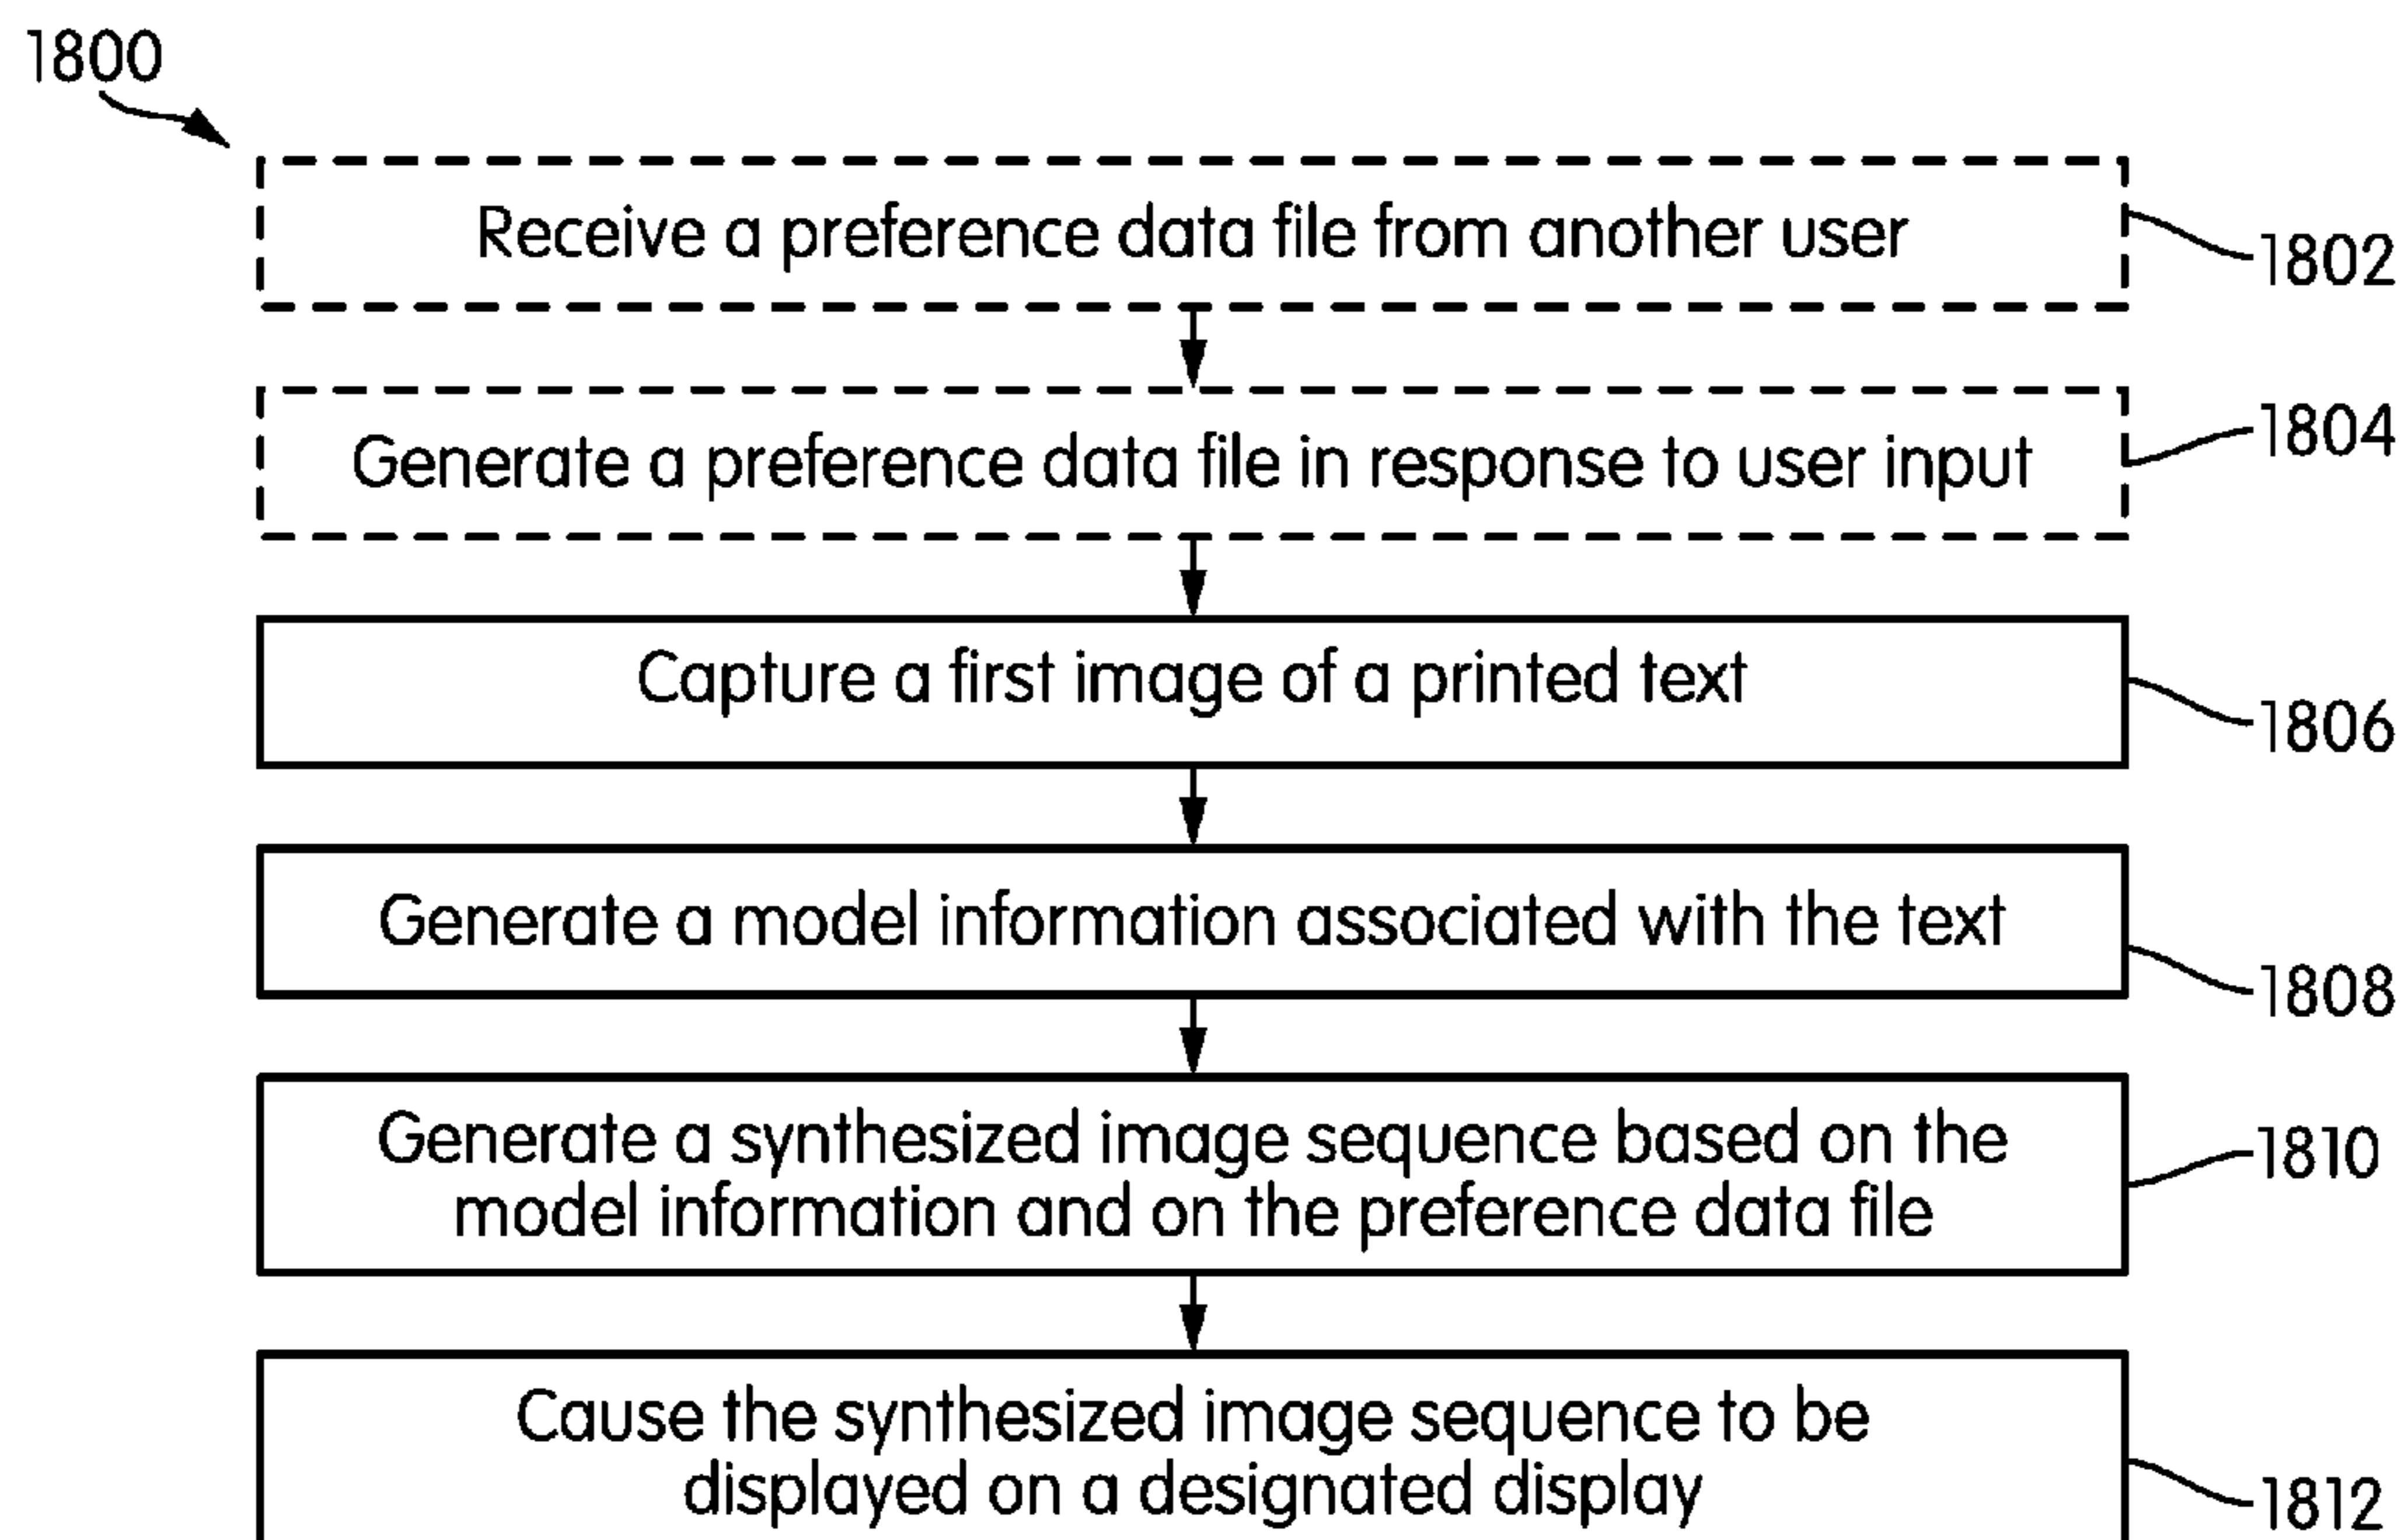 1800
Receive a preference data file from another user
1802
Generate a preference data file in response to user input
1804
Capture a first image of a printed text
1806
Generate a model information associated with the text
1808
Generate a synthesized image sequence based on the
model information and on the preference data file
1810
Cause the synthesized image sequence to be
displayed on a designated display
1812